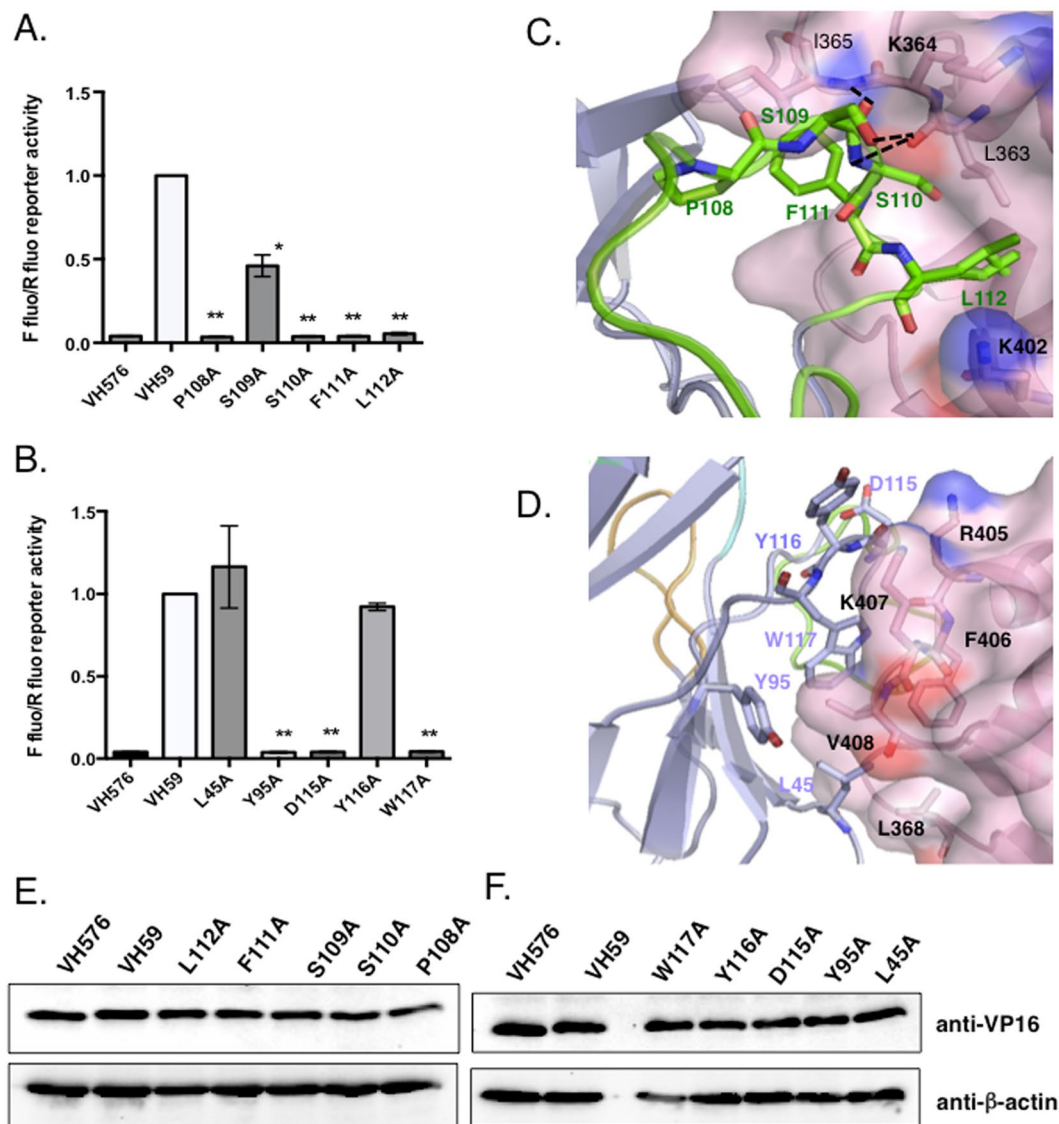 A.
F fluo/R fluo reporter activity
1.5
1.0
0.5
0.0
*
** ** ** **
VH576 VH59 P108A S109A S110A F111A L112A
B.
F fluo/R fluo reporter activity
1.5
1.0
0.5
0.0
** ** **
VH576 VH59 L45A Y95A D115A Y116A W117A
C.
I365 K364
S109
L363
P108 F111 S110
L112
K402
D.
D115
R405
Y116
K407
F406
W117
Y95
V408
L45
L368
E.
VH576 VH59 L112A F111A S109A S110A P108A
F.
VH576 VH59 W117A Y116A D115A Y95A L45A
anti-VP16
anti-β-actin